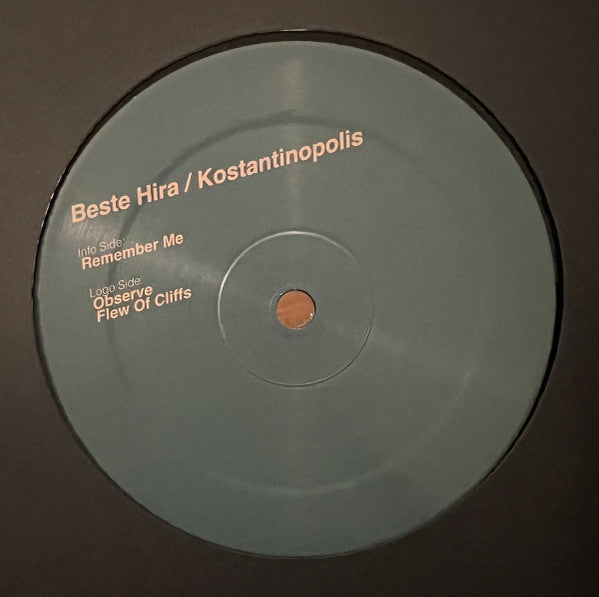 Beste Hira / Kostantinopolis
Info Side:
Remember Me
Logo Side:
Observe
Flew Of Cliffs